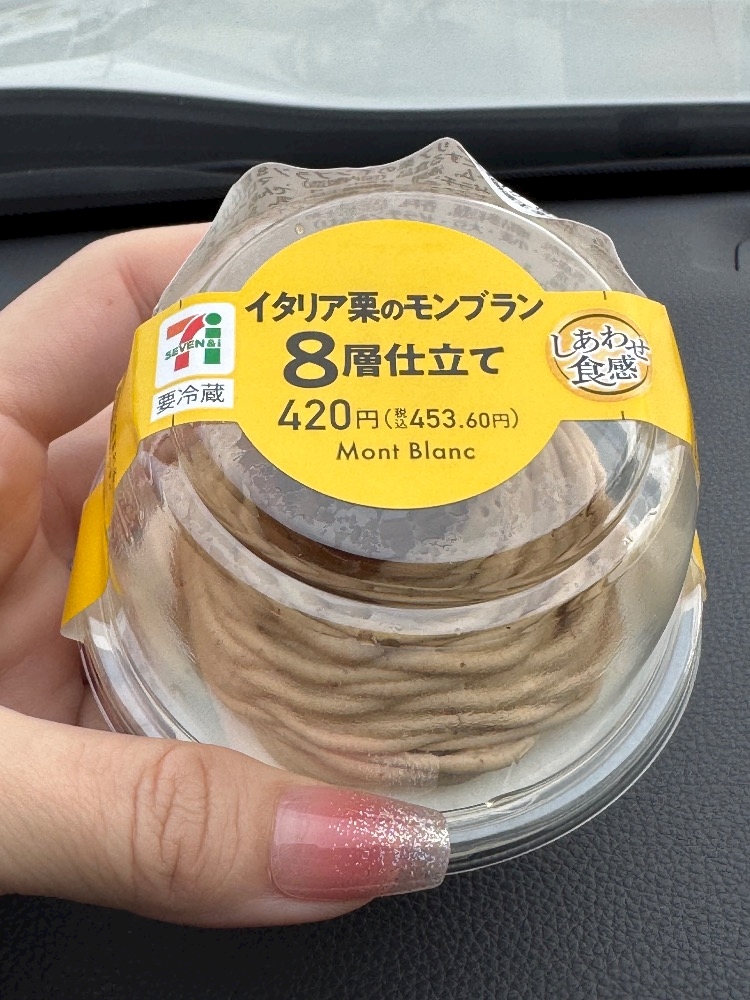 イタリア栗のモンブラン
8層仕立て
420円(税込453.60円)
Mont Blanc
SEVEN&i
要冷蔵
しあわせ
食感